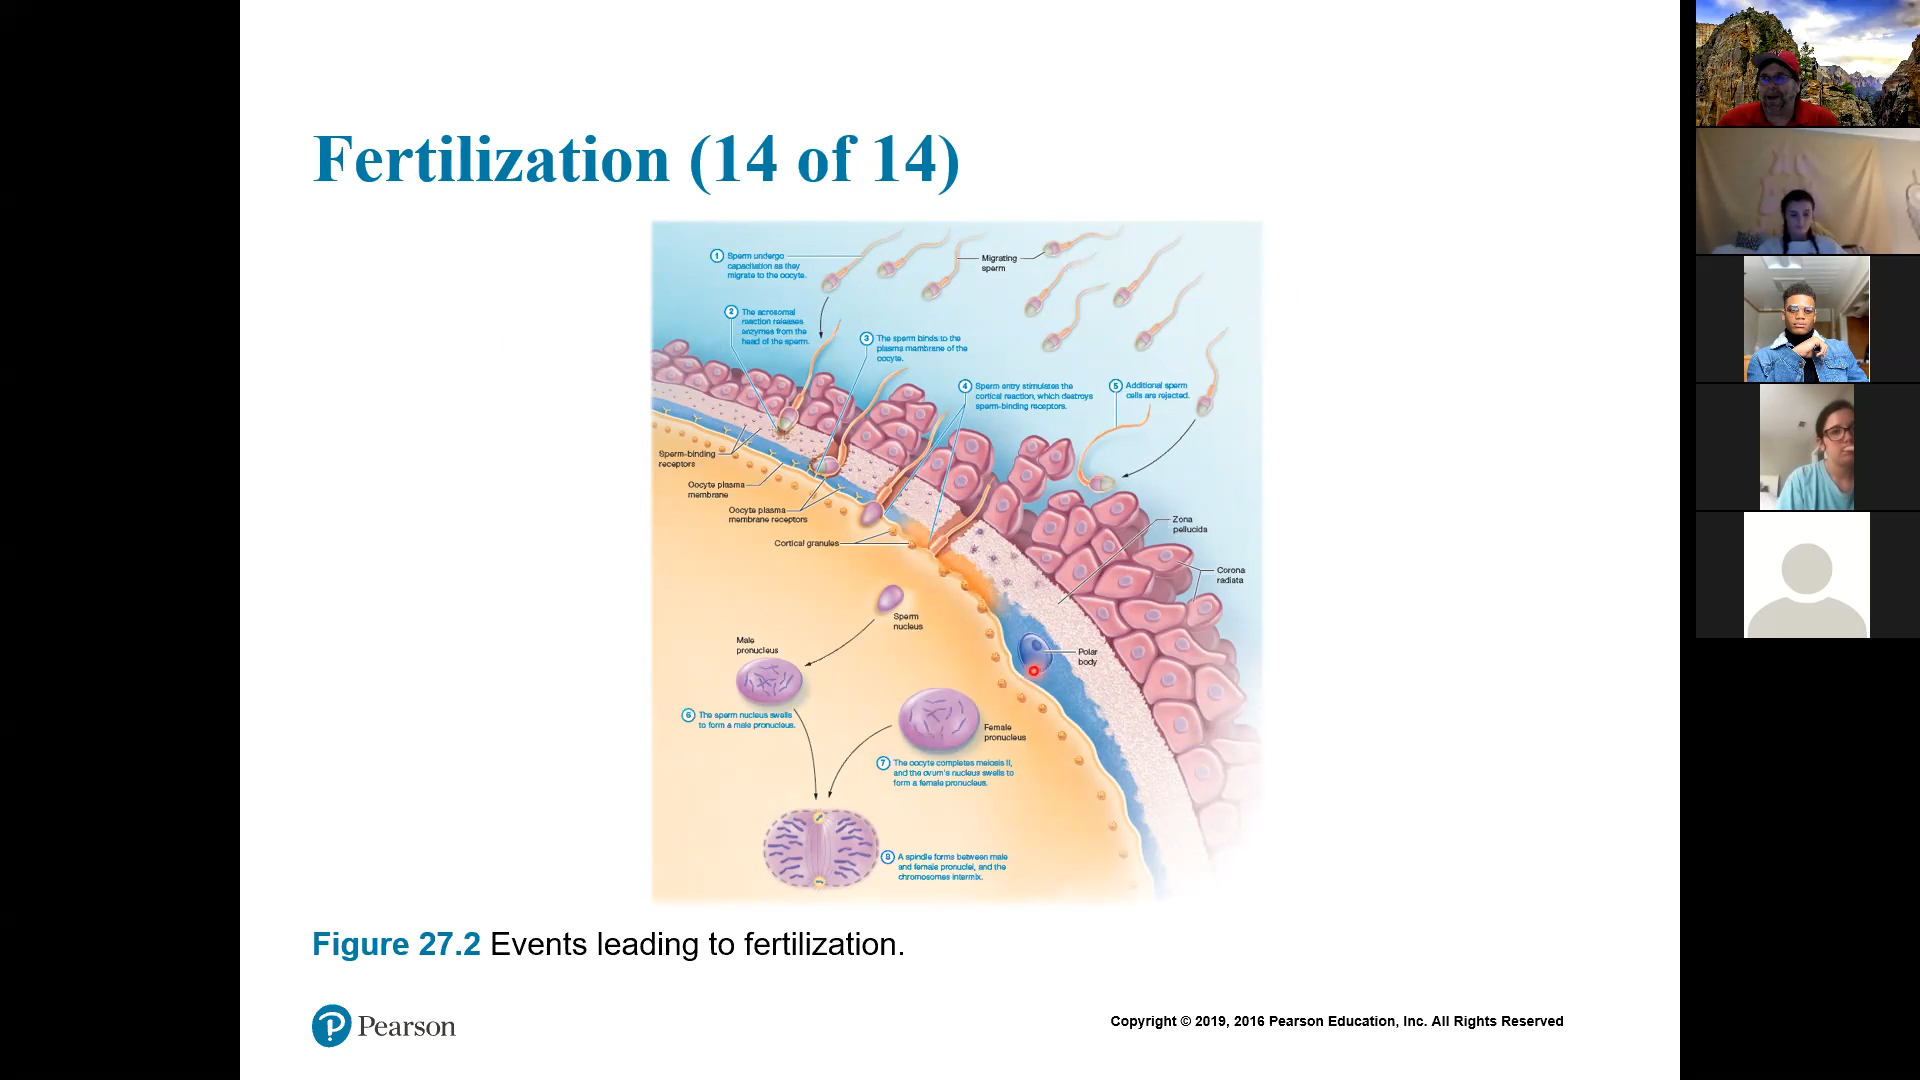 Fertilization (14 of 14)
1 Sperm undergo
capacitation as they
migrate to the oocyte.
Migrating
sperm
2 The acrosomal
reaction releases
enzymes from the
head of the sperm.
3 The sperm binds to the
plasma membrane of the
oocyte.
4 Sperm entry stimulates the
cortical reaction, which destroys
sperm-binding receptors.
5 Additional sperm
cells are rejected.
Sperm-binding
receptors
Oocyte plasma
membrane
Oocyte plasma
membrane receptors
Cortical granules
Zona
pellucida
Corona
radiata
Sperm
nucleus
Male
pronucleus
Polar
body
6 The sperm nucleus swells
to form a male pronucleus.
Female
pronucleus
7 The oocyte completes meiosis II,
and the ovum's nucleus swells to
form a female pronucleus.
8 A spindle forms between male
and female pronuclei, and the
chromosomes intermix.
Figure 27.2 Events leading to fertilization.
P Pearson
Copyright © 2019, 2016 Pearson Education, Inc. All Rights Reserved